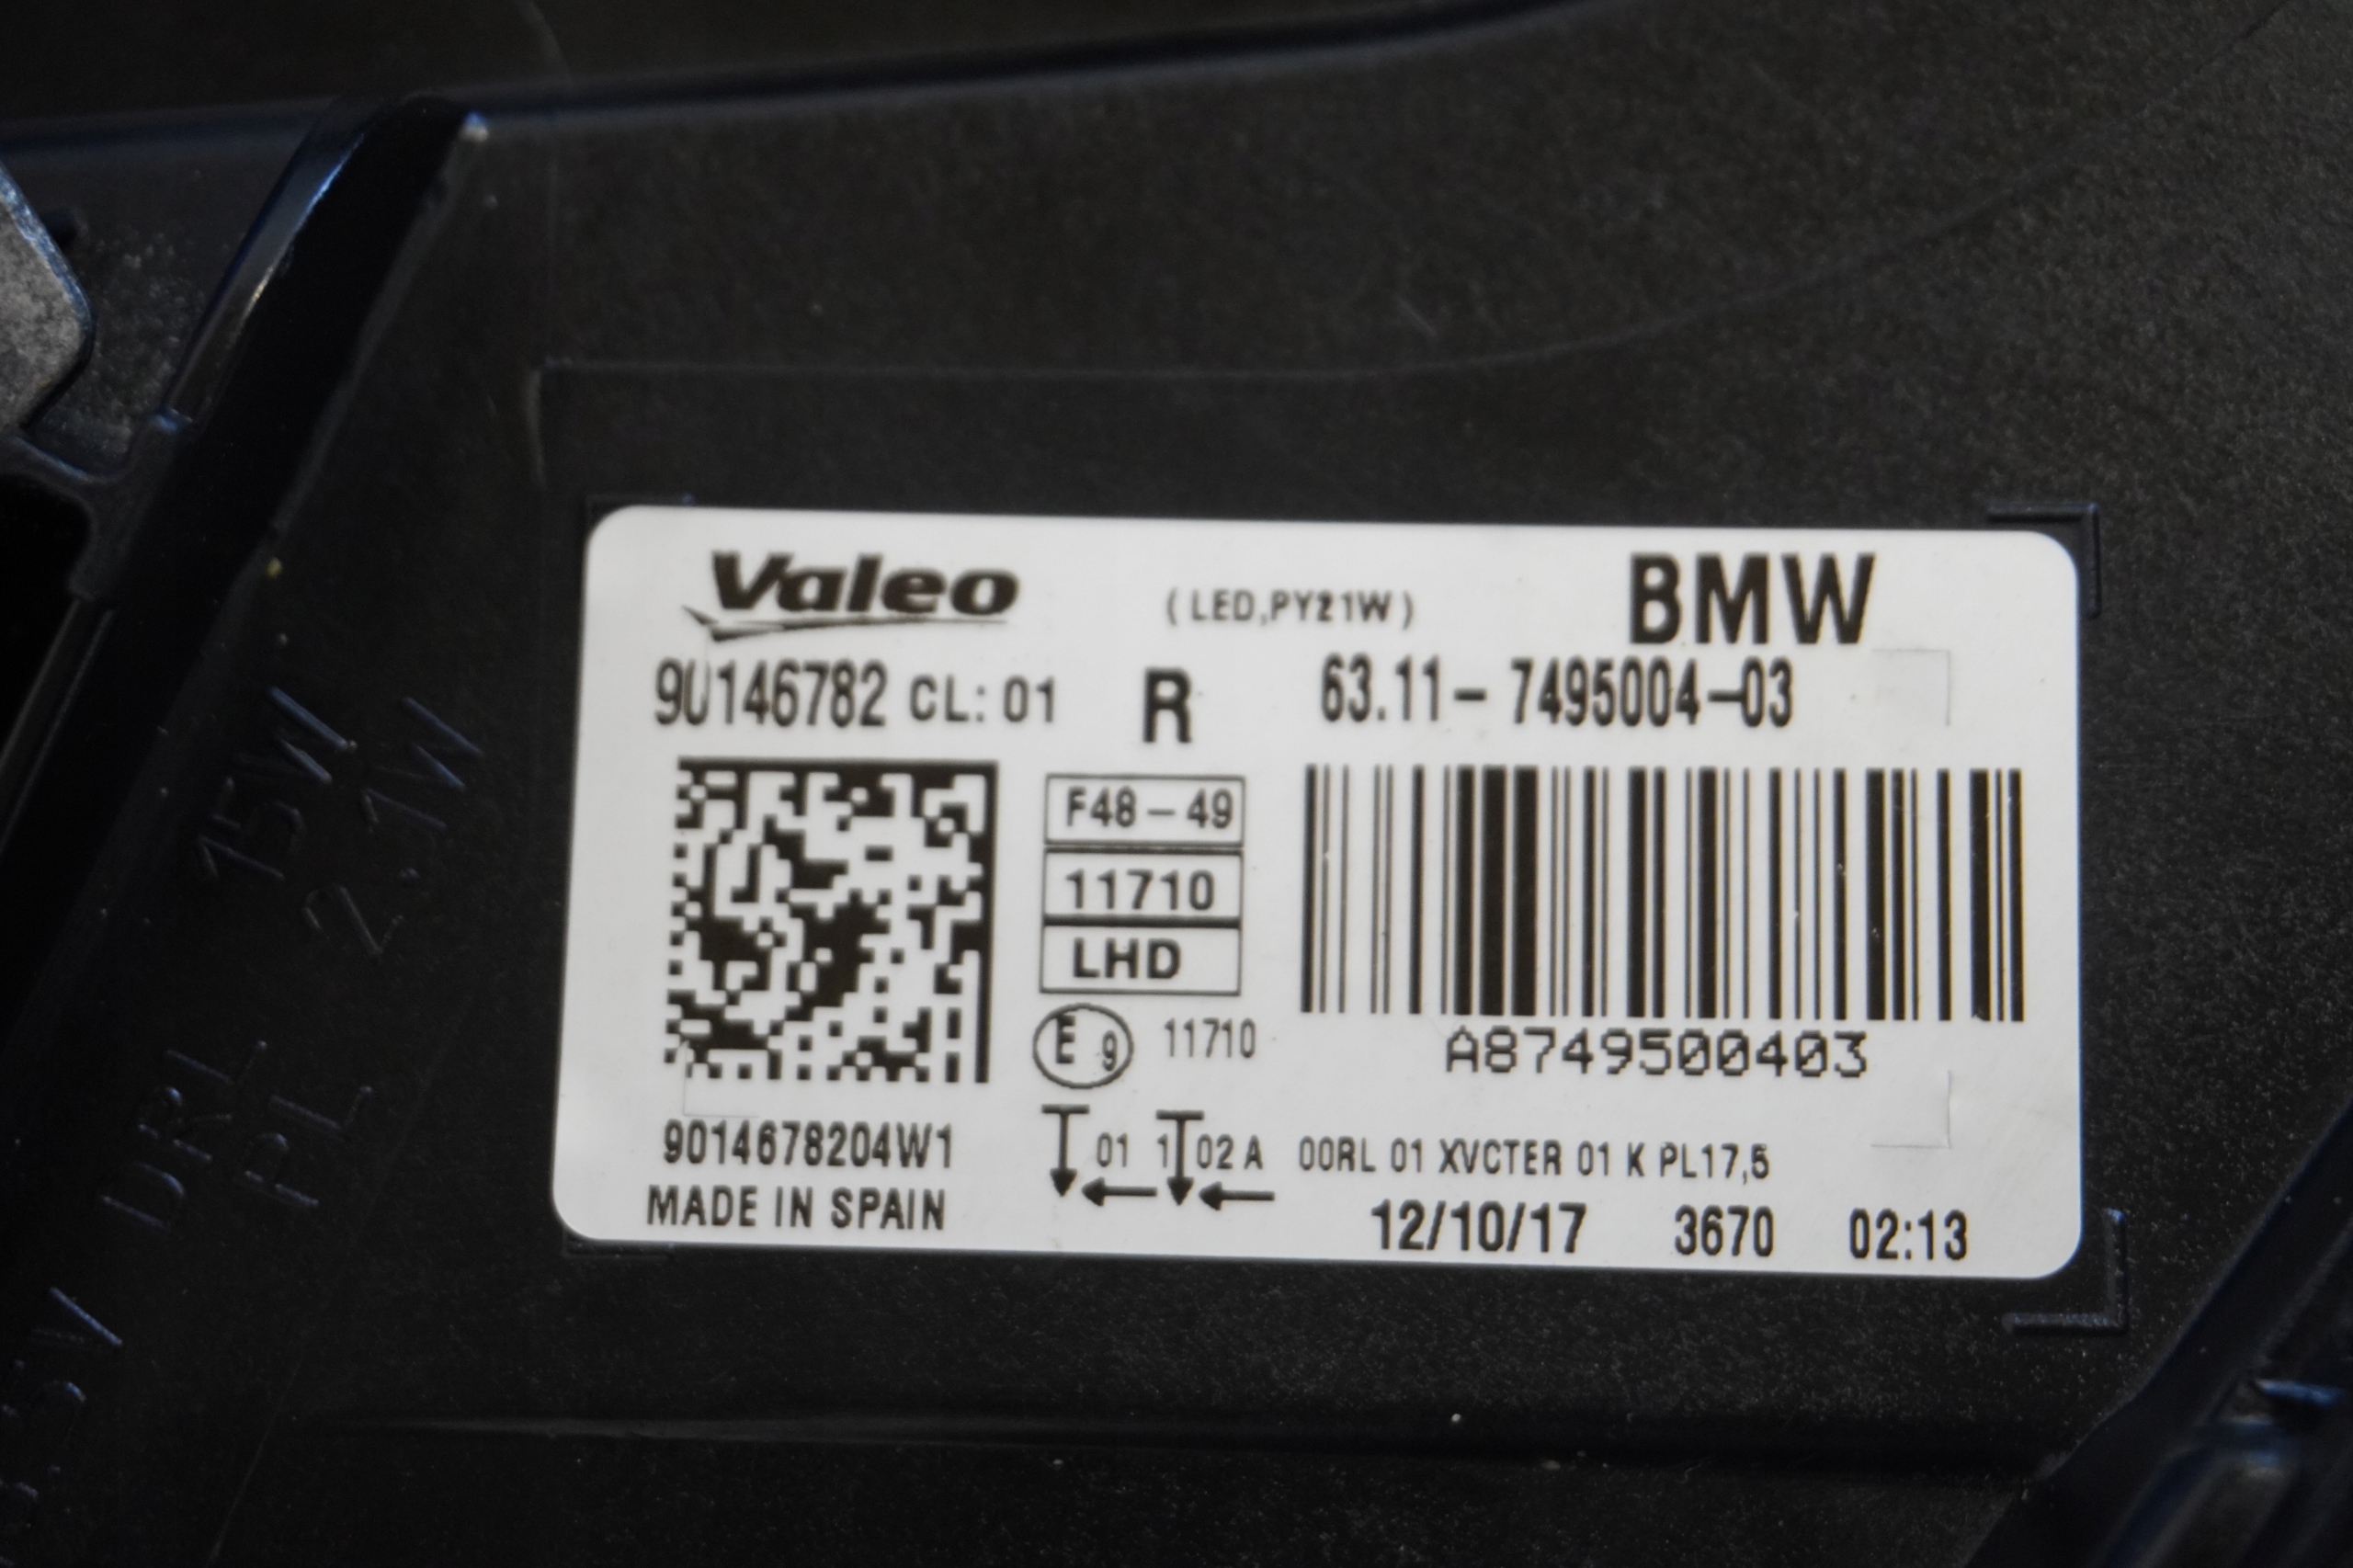 Valeo (LED,PY21W) BMW
90146782 CL: 01 R 63.11- 7495004-03
F48-49
11710
LHD
E 9 11710
A8749500403
9014678204W1
01 1 02 A 00RL 01 XVCTER 01 K PL17,5
MADE IN SPAIN
12/10/17 3670 02:13
15W
2.1W
DRL
PL